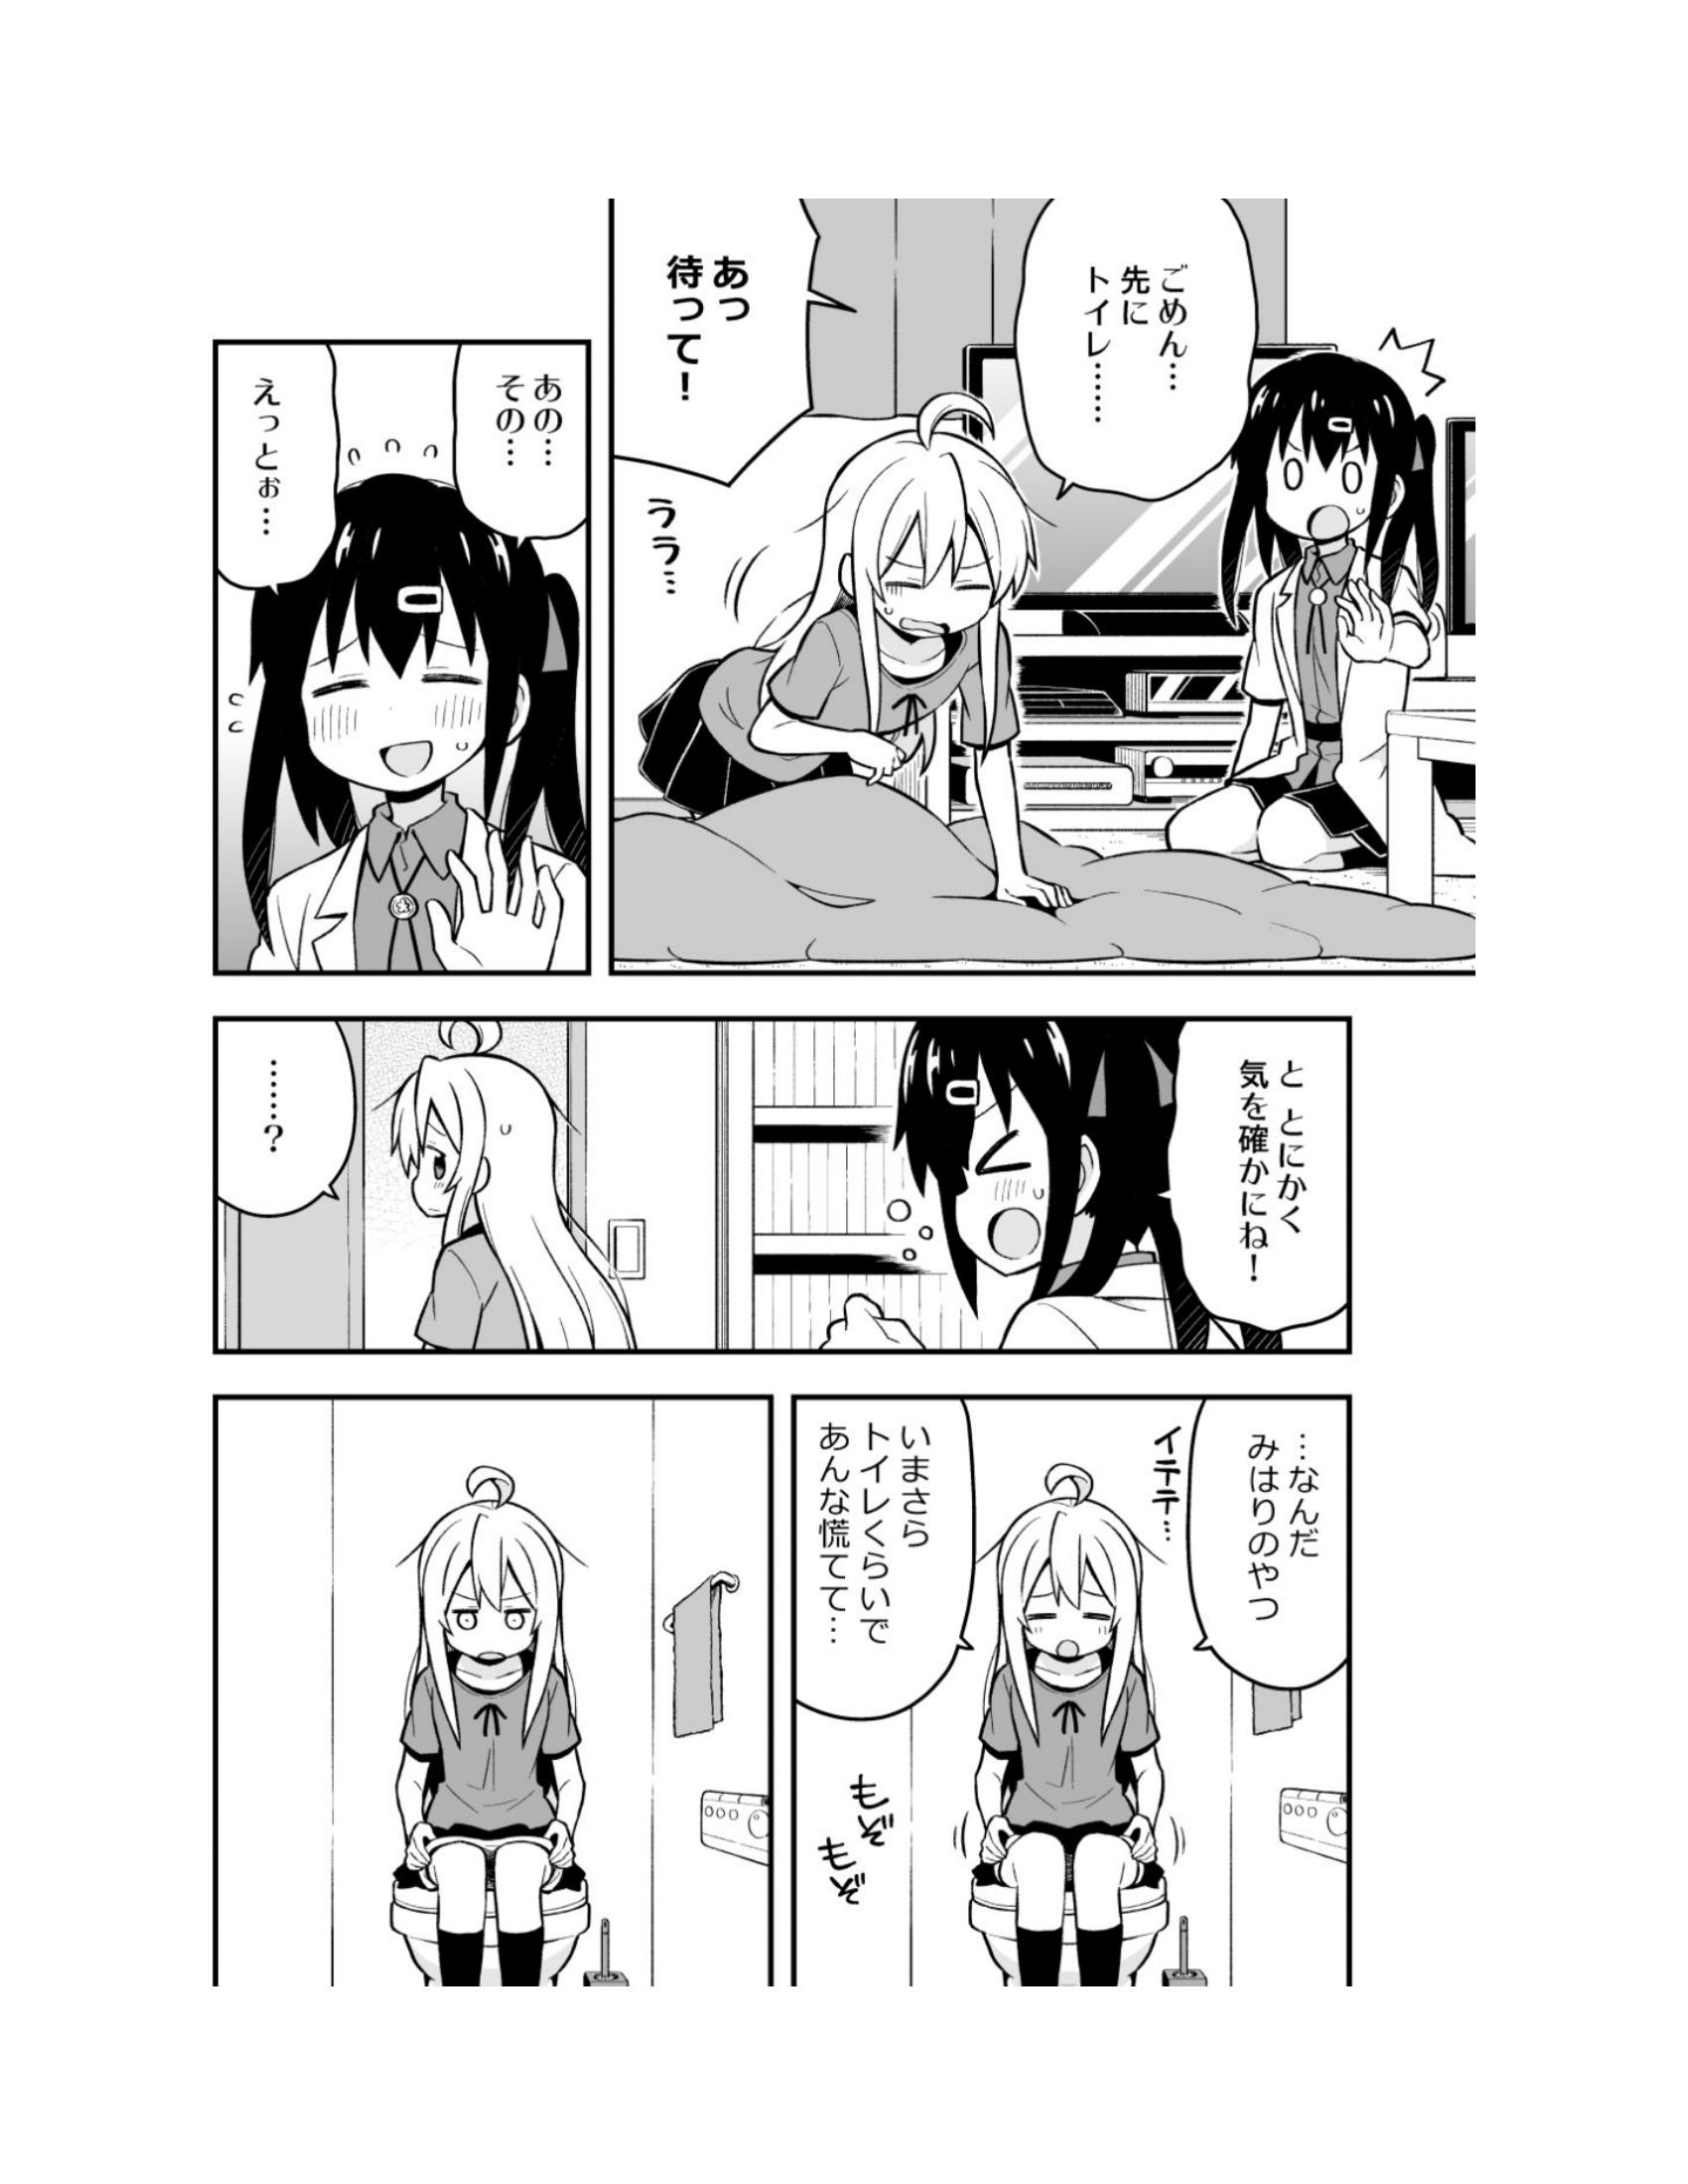 ごめん…
先に
トイレ……
あっ
待って！
うう…
あの…
その…
えっとぉ…
と とにかく
気を確かにね！
……？
…なんだ
みはりのやつ
イテテ…
いまさら
トイレくらいで
あんな慌てて…
もぞ
もぞ